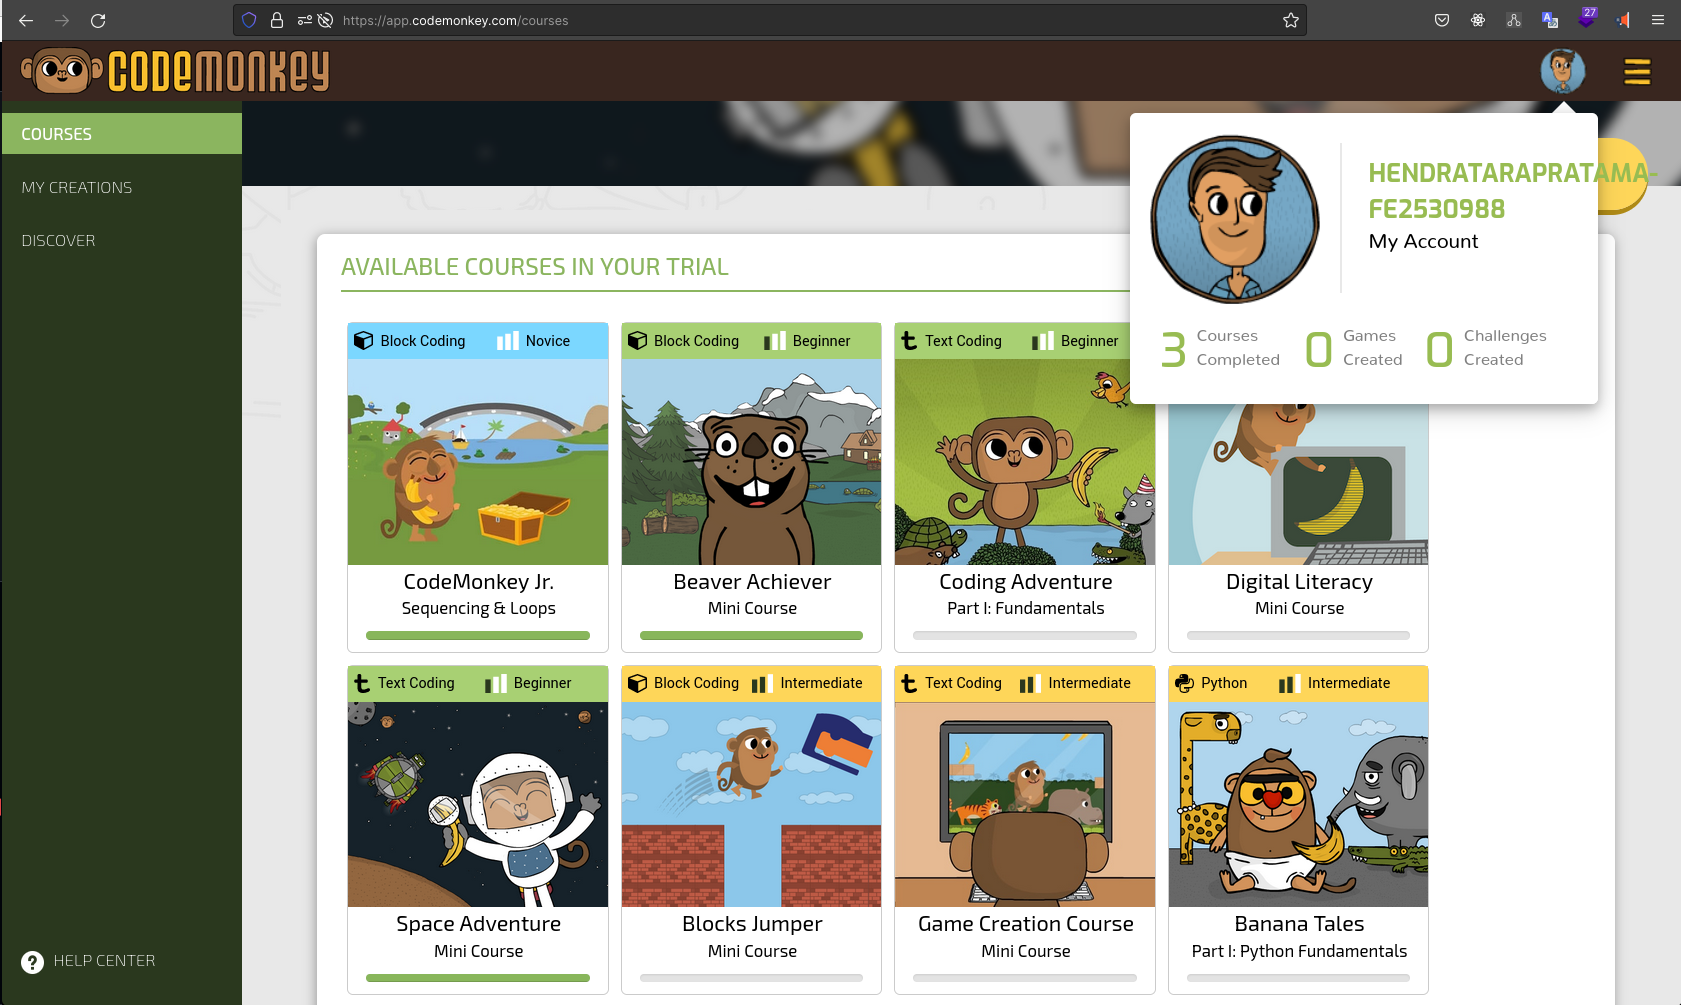 https://app.codemonkey.com/courses
27
CODEMONKEY
COURSES
MY CREATIONS
DISCOVER
HELP CENTER
HENDRATARAPRATAMA-
FE2530988
My Account
3 Courses Completed
0 Games Created
0 Challenges Created
AVAILABLE COURSES IN YOUR TRIAL
Block Coding Novice
CodeMonkey Jr.
Sequencing & Loops
Block Coding Beginner
Beaver Achiever
Mini Course
Text Coding Beginner
Coding Adventure
Part I: Fundamentals
Digital Literacy
Mini Course
Text Coding Beginner
Space Adventure
Mini Course
Block Coding Intermediate
Blocks Jumper
Mini Course
Text Coding Intermediate
Game Creation Course
Mini Course
Python Intermediate
Banana Tales
Part I: Python Fundamentals